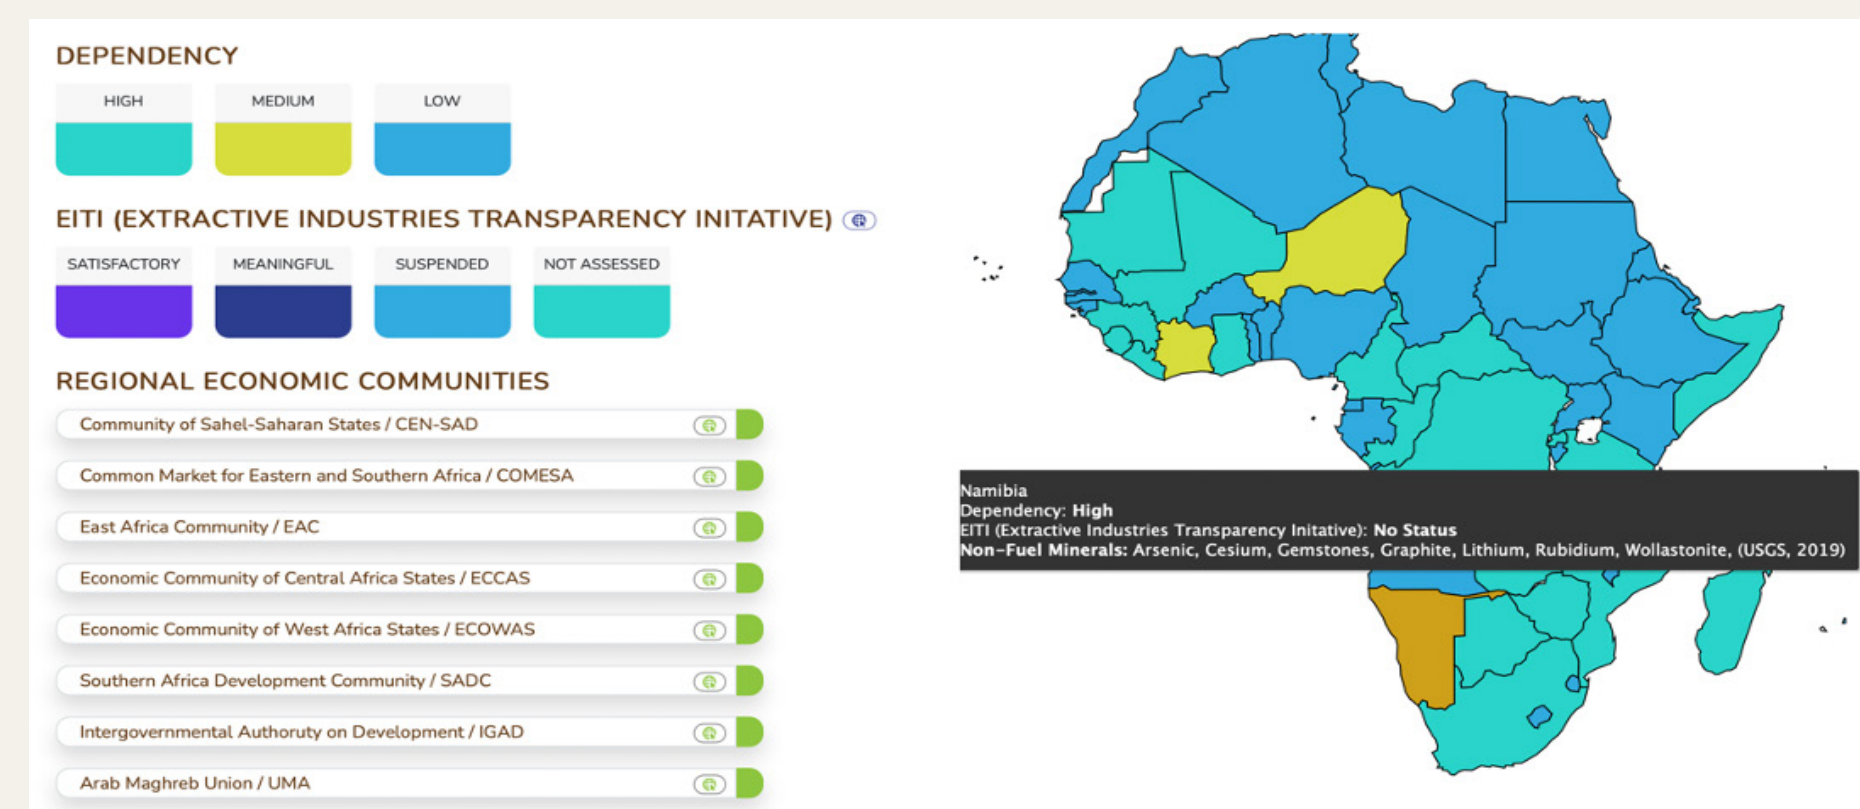 DEPENDENCY
HIGH MEDIUM LOW
EITI (EXTRACTIVE INDUSTRIES TRANSPARENCY INITATIVE)
SATISFACTORY MEANINGFUL SUSPENDED NOT ASSESSED
REGIONAL ECONOMIC COMMUNITIES
Community of Sahel-Saharan States / CEN-SAD
Common Market for Eastern and Southern Africa / COMESA
East Africa Community / EAC
Economic Community of Central Africa States / ECCAS
Economic Community of West Africa States / ECOWAS
Southern Africa Development Community / SADC
Intergovernmental Authoruty on Development / IGAD
Arab Maghreb Union / UMA
Namibia
Dependency: High
EITI (Extractive Industries Transparency Initative): No Status
Non-Fuel Minerals: Arsenic, Cesium, Gemstones, Graphite, Lithium, Rubidium, Wollastonite, (USGS, 2019)